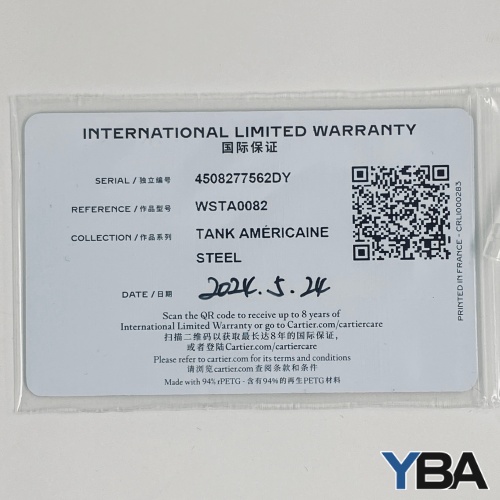 INTERNATIONAL LIMITED WARRANTY
国际保证
SERIAL / 独立编号 4508277562DY
REFERENCE / 作品型号 WSTA0082
COLLECTION / 作品系列 TANK AMÉRICAINE
STEEL
DATE / 日期 2024.5.24
Scan the QR code to receive up to 8 years of
International Limited Warranty or go to Cartier.com/cartiercare
扫描二维码以获取最长达8年的国际保证,
或者登陆Cartier.com/cartiercare
Please refer to cartier.com for its terms and conditions
请浏览cartier.com查阅条款和条件
Made with 94% rPETG - 含有94%的再生PETG材料
PRINTED IN FRANCE - CRLI000283
YBA